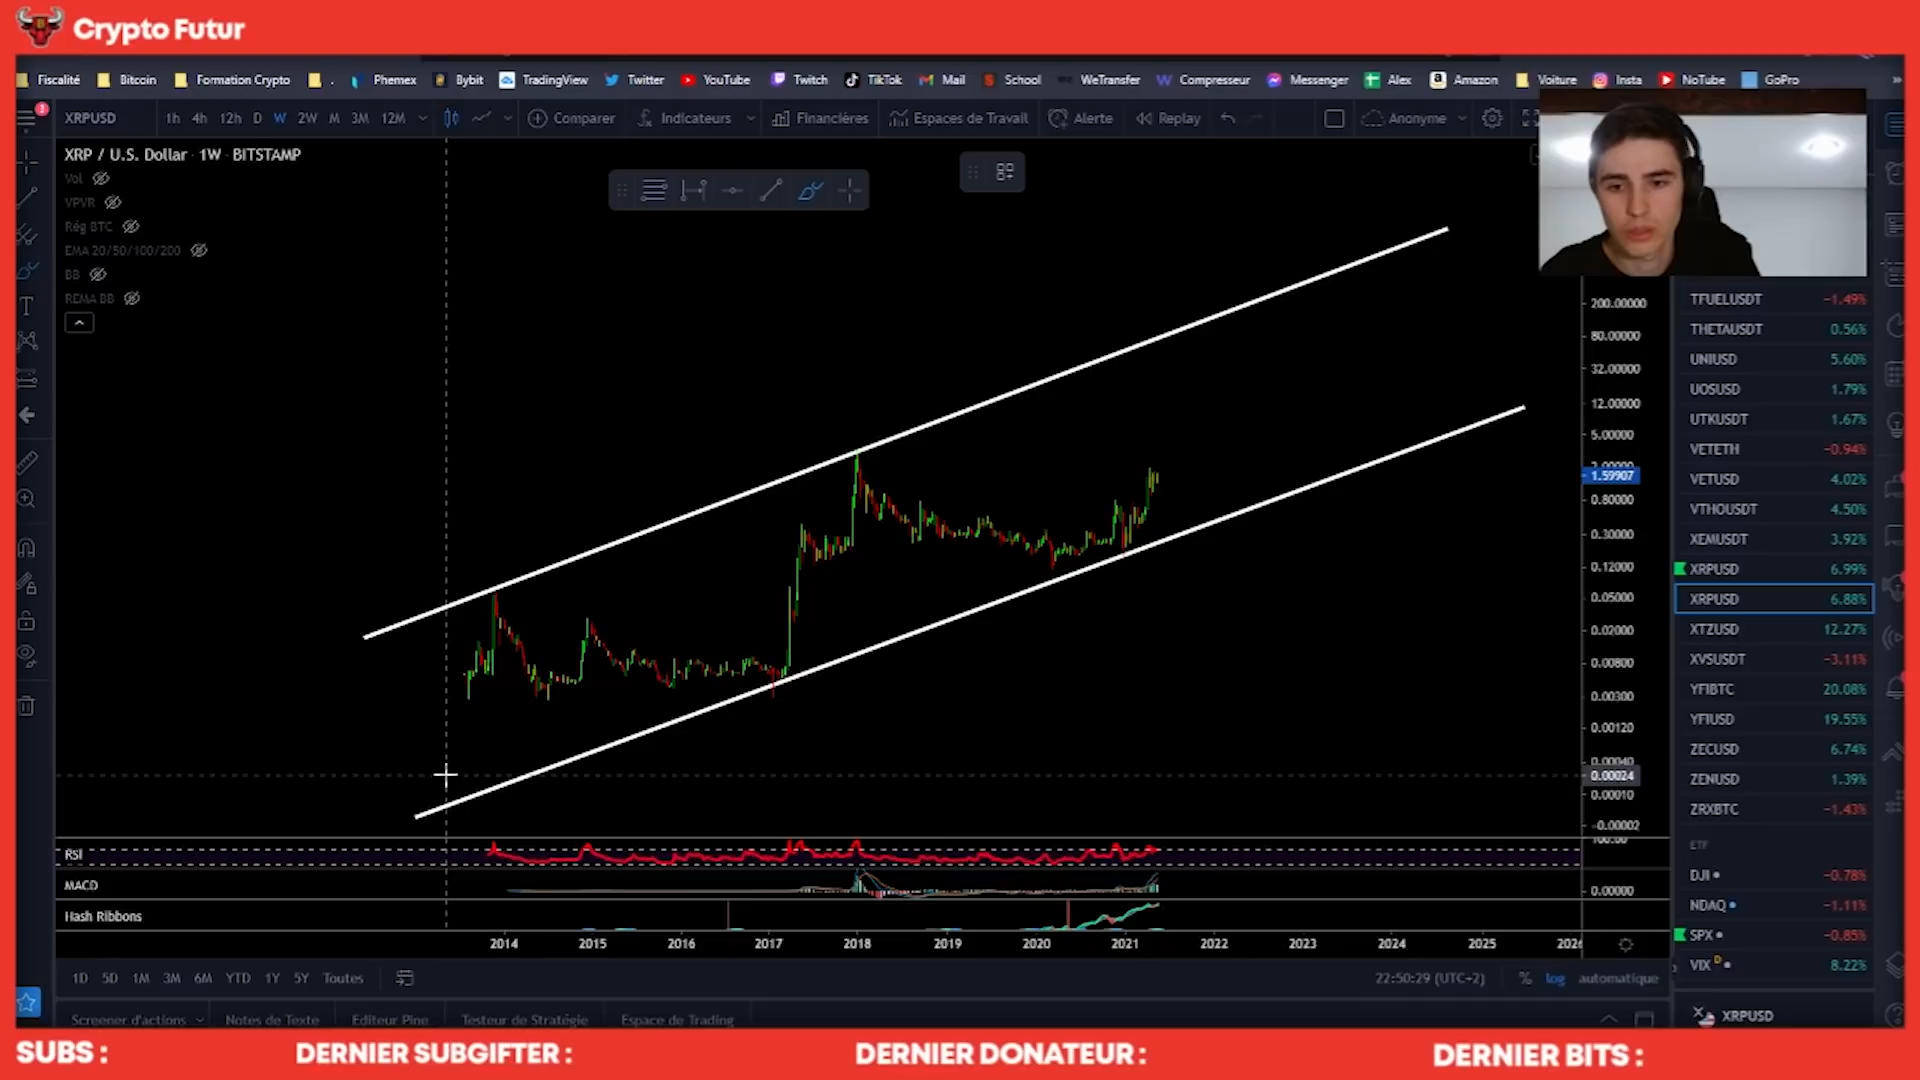 Crypto Futur
Fiscalité Bitcoin Formation Crypto . Phemex Bybit TradingView Twitter YouTube Twitch TikTok Mail School WeTransfer Compresseur Messenger Alex Amazon Voiture Insta NoTube GoPro »
XRPUSD 1h 4h 12h D W 2W M 3M 12M Comparer Indicateurs Financières Espaces de Travail Alerte Replay Anonyme
XRP / U.S. Dollar · 1W · BITSTAMP
Vol
VPVR
Rég BTC
EMA 20/50/100/200
BB
REMA BB
200.00000
80.00000
32.00000
12.00000
5.00000
2.00000
1.59907
0.80000
0.30000
0.12000
0.05000
0.02000
0.00800
0.00300
0.00120
0.00040
0.00024
0.00010
-0.00002
100.00
TFUELUSDT −1.49%
THETAUSDT 0.56%
UNIUSD 5.60%
UOSUSD 1.79%
UTKUSDT 1.67%
VETETH −0.94%
VETUSD 4.02%
VTHOUSDT 4.50%
XEMUSDT 3.92%
XRPUSD 6.99%
XRPUSD 6.88%
XTZUSD 12.27%
XVSUSDT −3.11%
YFIBTC 20.08%
YFIUSD 19.55%
ZECUSD 6.74%
ZENUSD 1.39%
ZRXBTC −1.43%
ETF
DJI −0.78%
NDAQ −1.11%
SPX −0.85%
VIX D 8.22%
RSI
MACD 0.00000
Hash Ribbons
2014 2015 2016 2017 2018 2019 2020 2021 2022 2023 2024 2025 2026
1D 5D 1M 3M 6M YTD 1Y 5Y Toutes 22:50:29 (UTC+2) % log automatique
Screener d'actions Notes de Texte Editeur Pine Testeur de Stratégie Espace de Trading
XRPUSD
SUBS : DERNIER SUBGIFTER : DERNIER DONATEUR : DERNIER BITS :